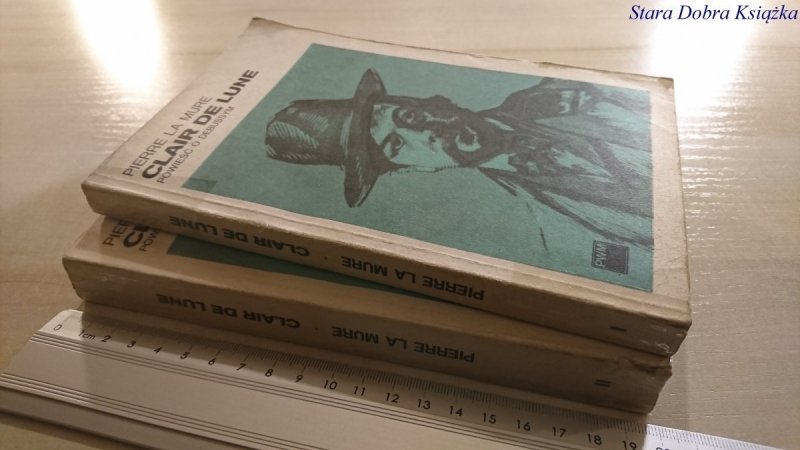 Stara Dobra Książka
PIERRE LA MURE
CLAIR DE LUNE
POWIEŚĆ O DEBUSSYM
PWM
PIERRE LA MURE · CLAIR DE LUNE
I
PIERRE LA MURE · CLAIR DE LUNE
II
0 1cm 2 3 4 5 6 7 8 9 10 11 12 13 14 15 16 17 18 19